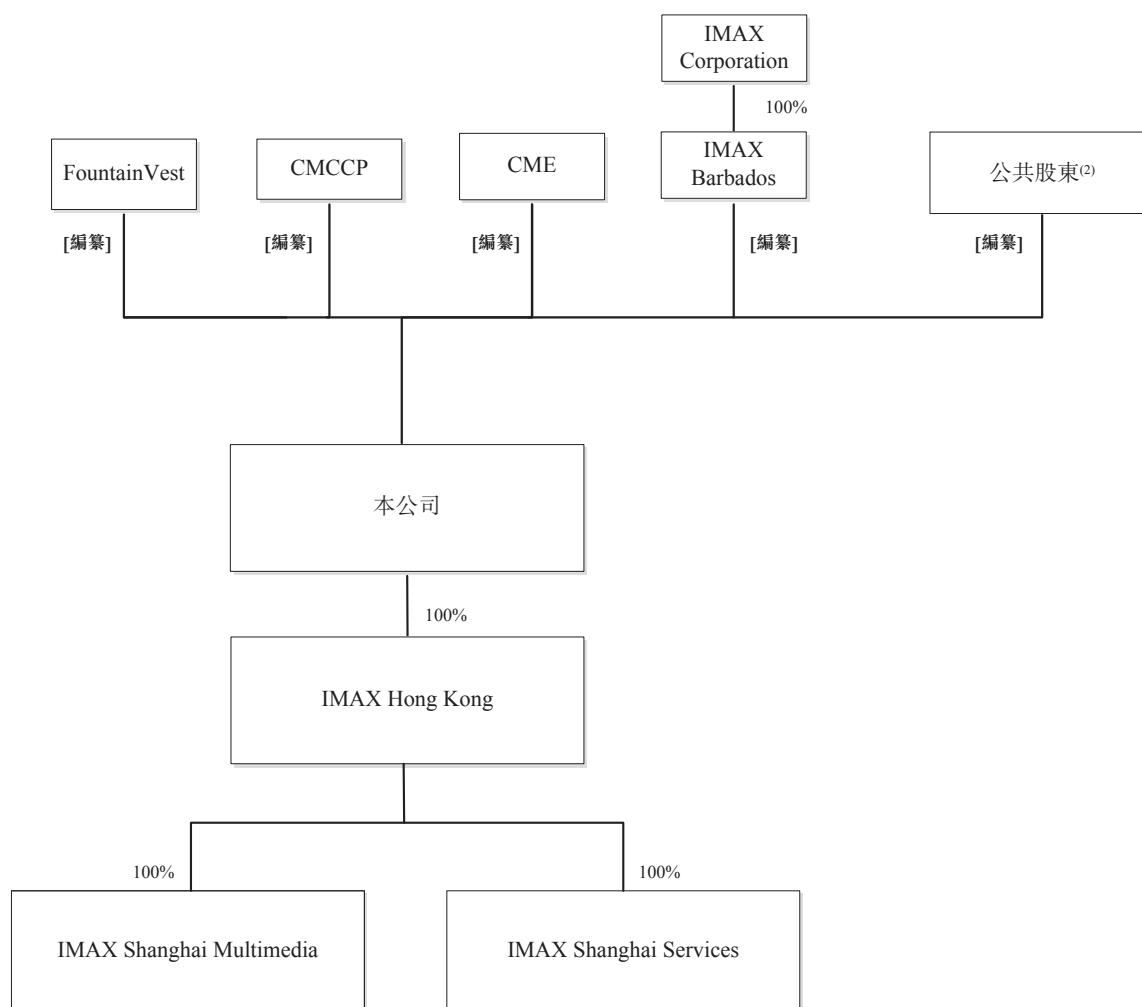 IMAX
Corporation
100%
FountainVest
CMCCP
CME
IMAX
Barbados
公共股東(2)
[編纂]
[編纂]
[編纂]
[編纂]
[編纂]
本公司
100%
IMAX Hong Kong
100%
100%
IMAX Shanghai Multimedia
IMAX Shanghai Services